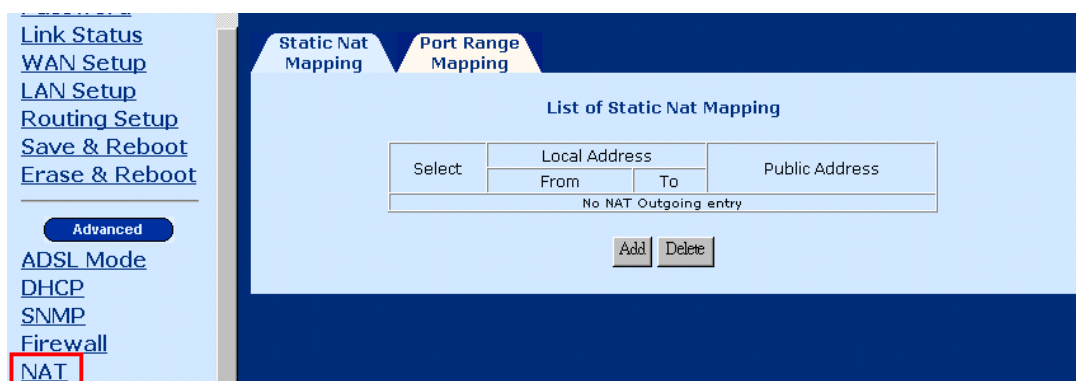 Link Status
WAN Setup
LAN Setup
Routing Setup
Save & Reboot
Erase & Reboot
Advanced
ADSL Mode
DHCP
SNMP
Firewall
NAT
Static Nat
Mapping
Port Range
Mapping
List of Static Nat Mapping
Select
Local Address
From
To
Public Address
No NAT Outgoing entry
Add
Delete